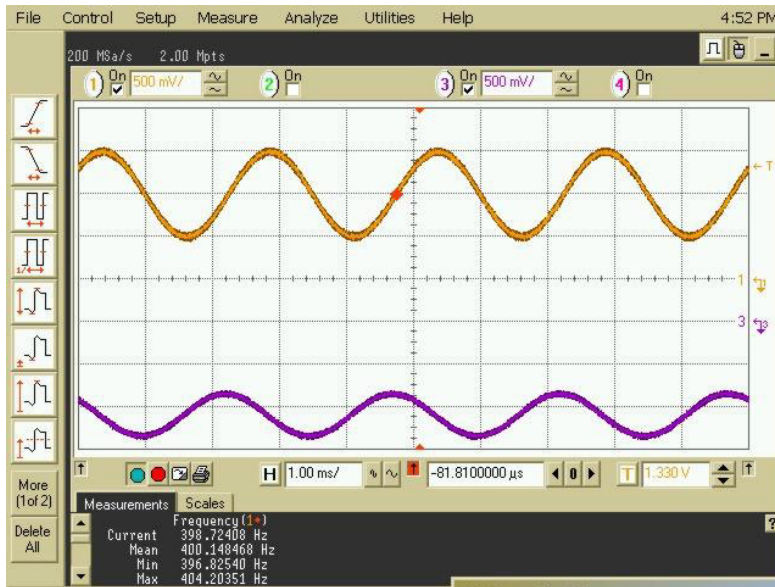 File Control Setup Measure Analyze Utilities Help 4:52 PM
200 MSa/s 2.00 Mpts
1 On 500 mV/ 2 On 3 On 500 mV/ 4 On
T
1
3
More
(1of 2)
Delete
All
H 1.00 ms/ -81.8100000 µs 0 T 1.330 V
Measurements Scales
Frequency(1)
Current 398.72408 Hz
Mean 400.148468 Hz
Min 396.82540 Hz
Max 404.20351 Hz
?